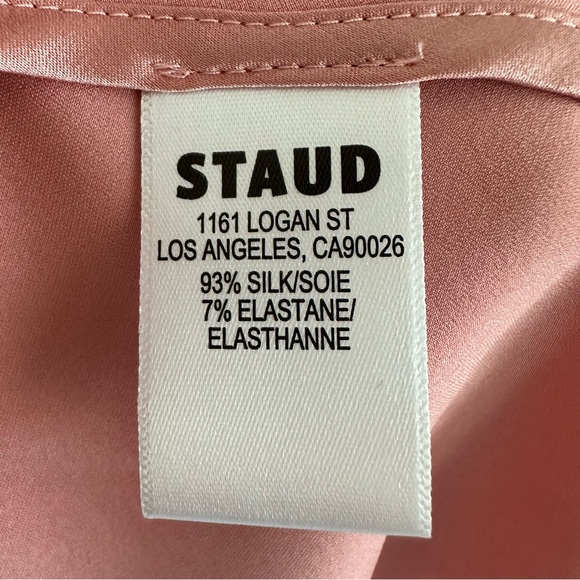 STAUD
1161 LOGAN ST
LOS ANGELES, CA90026
93% SILK/SOIE
7% ELASTANE/
ELASTHANNE